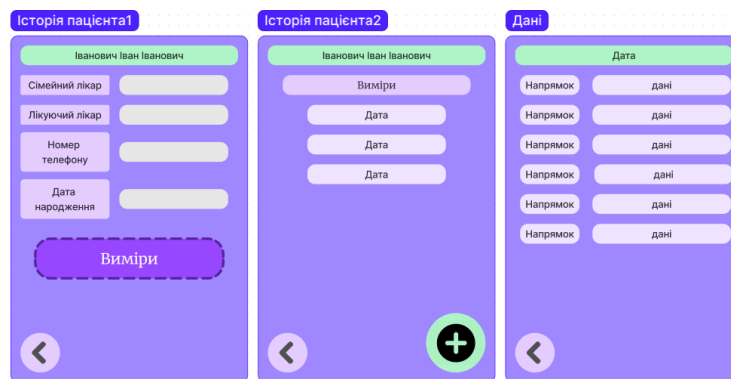 Історія пацієнта1
Іванович Іван Іванович
Сімейний лікар
Лікуючий лікар
Номер
телефону
Дата
народження
Виміри
Історія пацієнта2
Іванович Іван Іванович
Виміри
Дата
Дата
Дата
Дані
Дата
Напрямок дані
Напрямок дані
Напрямок дані
Напрямок дані
Напрямок дані
Напрямок дані